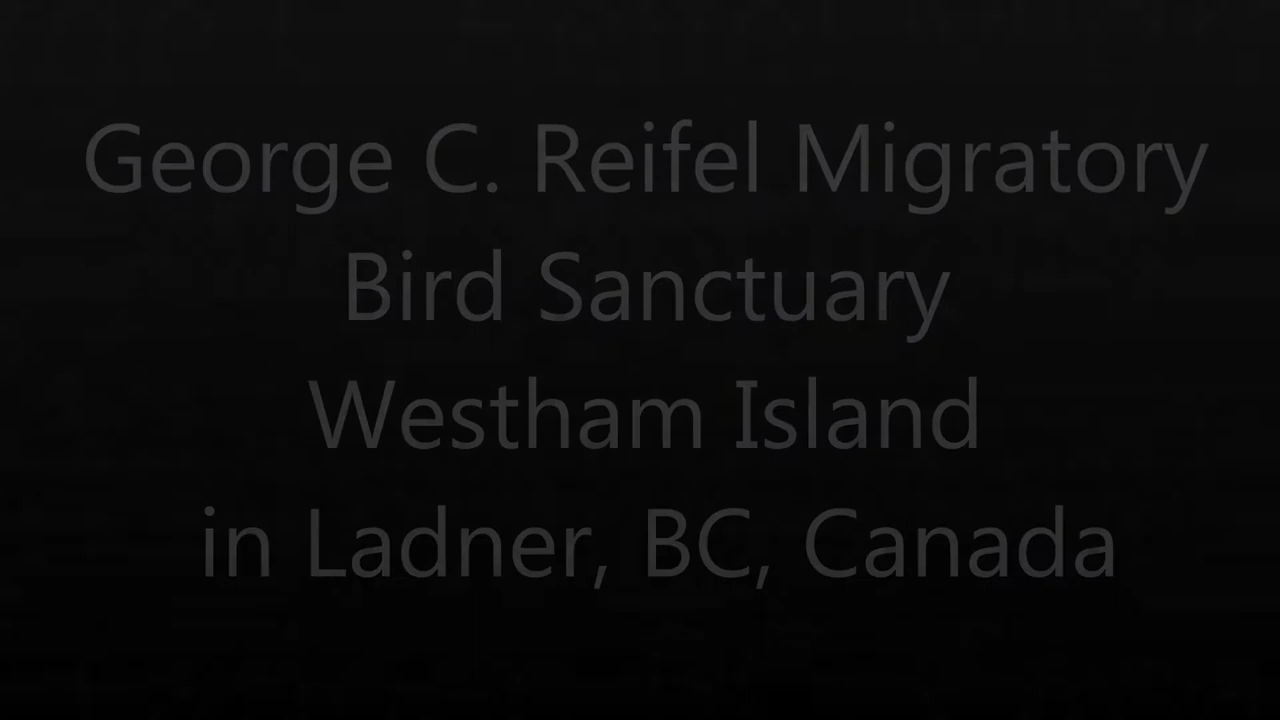 George C. Reifel Migratory
Bird Sanctuary
Westham Island
in Ladner, BC, Canada